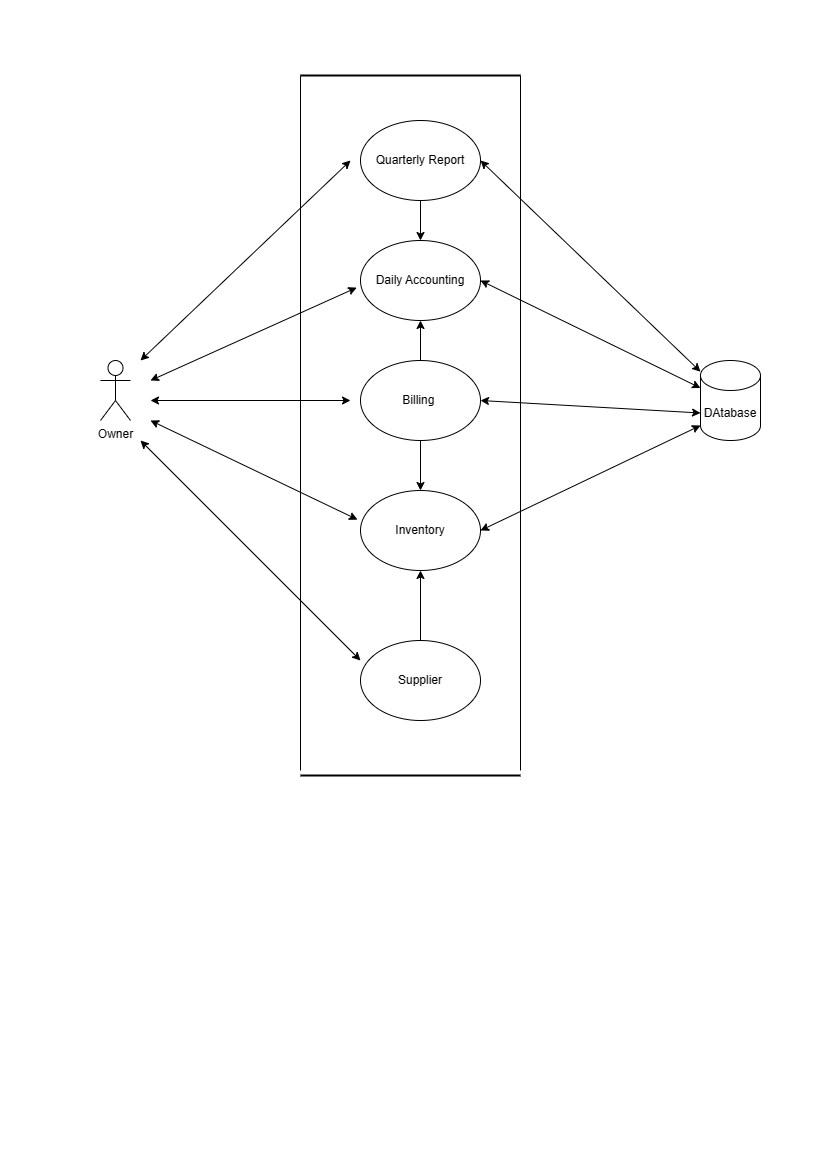 Quarterly Report
Daily Accounting
Billing
Owner
DAtabase
Inventory
Supplier